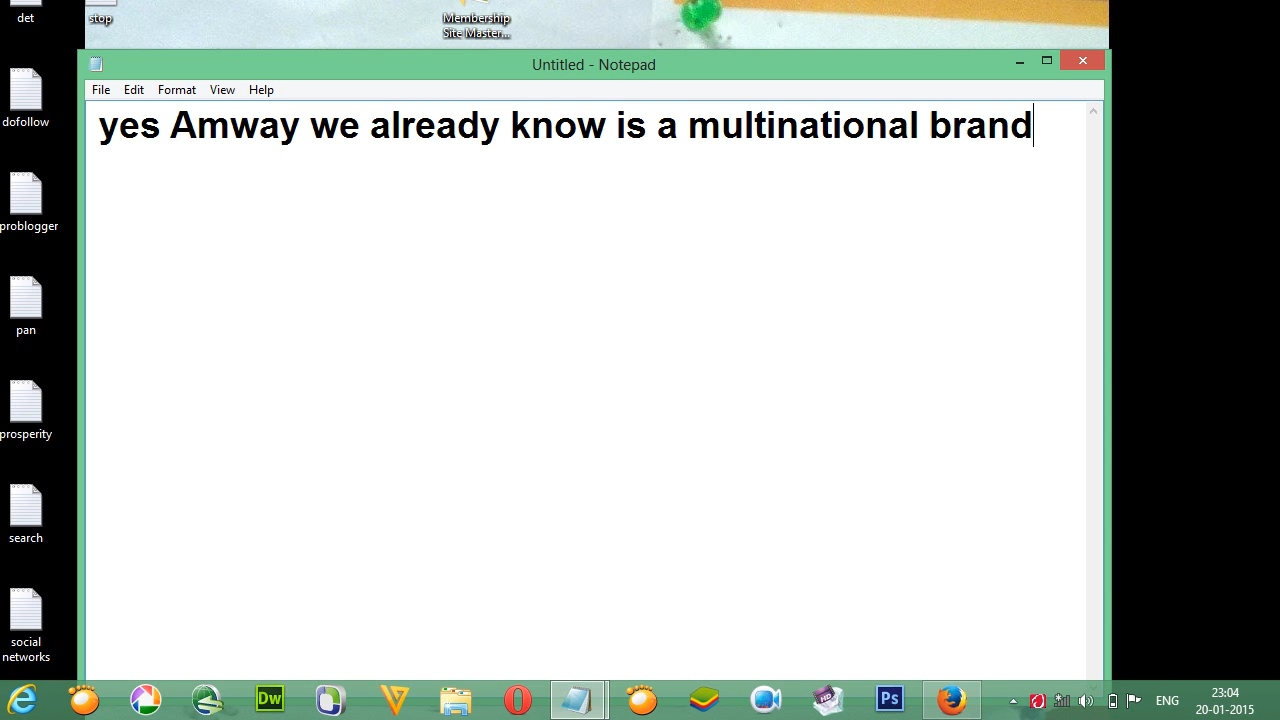 det
stop
Membership
Site Master...
Untitled - Notepad
File Edit Format View Help
yes Amway we already know is a multinational brand
dofollow
problogger
pan
prosperity
search
social
networks
Dw
HD
Ps
ENG
23:04
20-01-2015